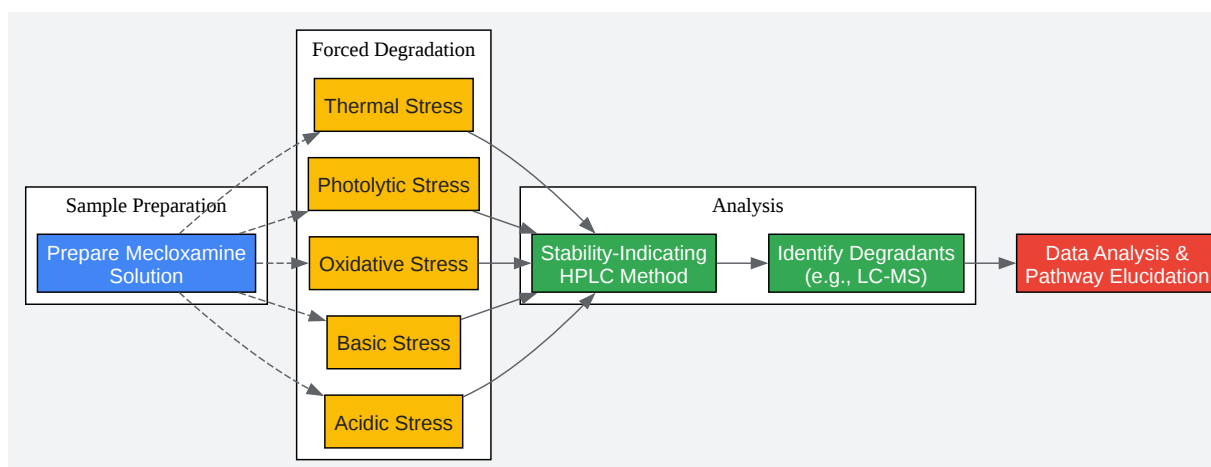 Forced Degradation
Thermal Stress
Photolytic Stress
Sample Preparation
Analysis
Prepare Mecloxamine
Solution
Oxidative Stress
Stability-Indicating
HPLC Method
Identify Degradants
(e.g., LC-MS)
Data Analysis &
Pathway Elucidation
Basic Stress
Acidic Stress